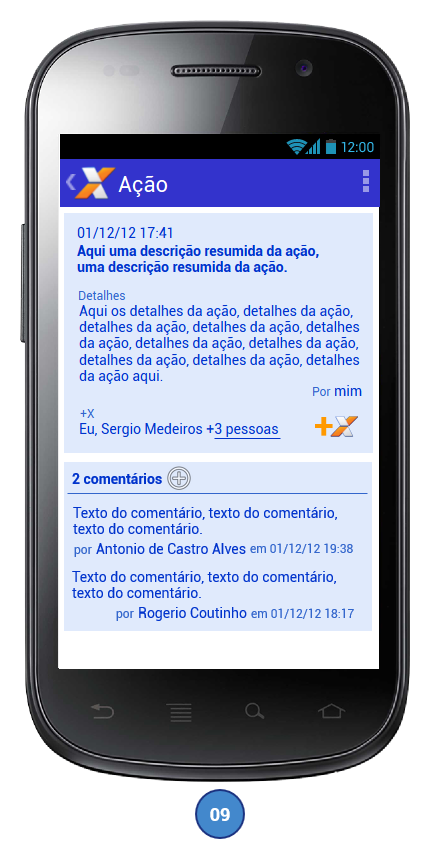 12:00
Ação
01/12/12 17:41
Aqui uma descrição resumida da ação,
uma descrição resumida da ação.
Detalhes
Aqui os detalhes da ação, detalhes da ação,
detalhes da ação, detalhes da ação, detalhes
da ação, detalhes da ação, detalhes da ação,
detalhes da ação, detalhes da ação, detalhes
da ação aqui.
Por mim
+X
Eu, Sergio Medeiros +3 pessoas
+X
2 comentários
Texto do comentário, texto do comentário,
texto do comentário.
por Antonio de Castro Alves em 01/12/12 19:38
Texto do comentário, texto do comentário,
texto do comentário.
por Rogerio Coutinho em 01/12/12 18:17
09